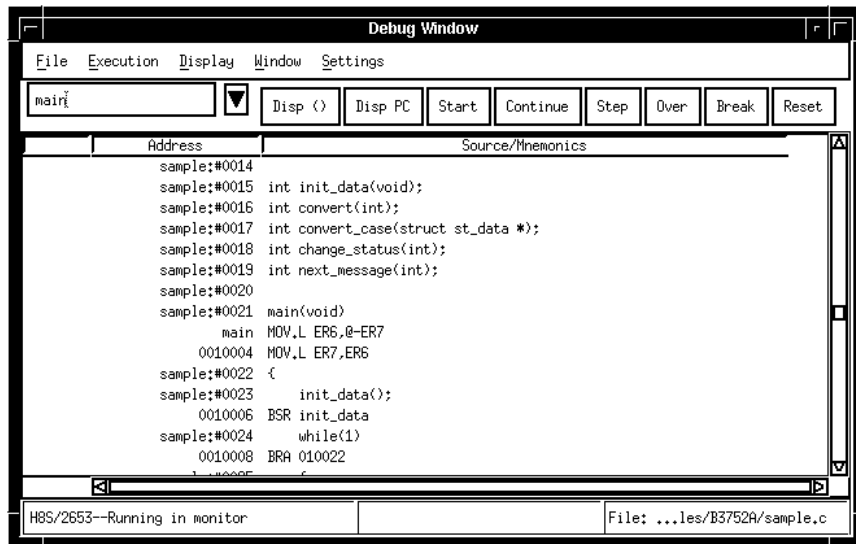 Debug Window
File Execution Display Window Settings
main
Disp () Disp PC Start Continue Step Over Break Reset
Address Source/Mnemonics
sample:#0014
sample:#0015 int init_data(void);
sample:#0016 int convert(int);
sample:#0017 int convert_case(struct st_data *);
sample:#0018 int change_status(int);
sample:#0019 int next_message(int);
sample:#0020
sample:#0021 main(void)
main MOV.L ER6,@-ER7
0010004 MOV.L ER7,ER6
sample:#0022 {
sample:#0023 init_data();
0010006 BSR init_data
sample:#0024 while(1)
0010008 BRA 010022
H8S/2653--Running in monitor
File: ...les/B3752A/sample.c